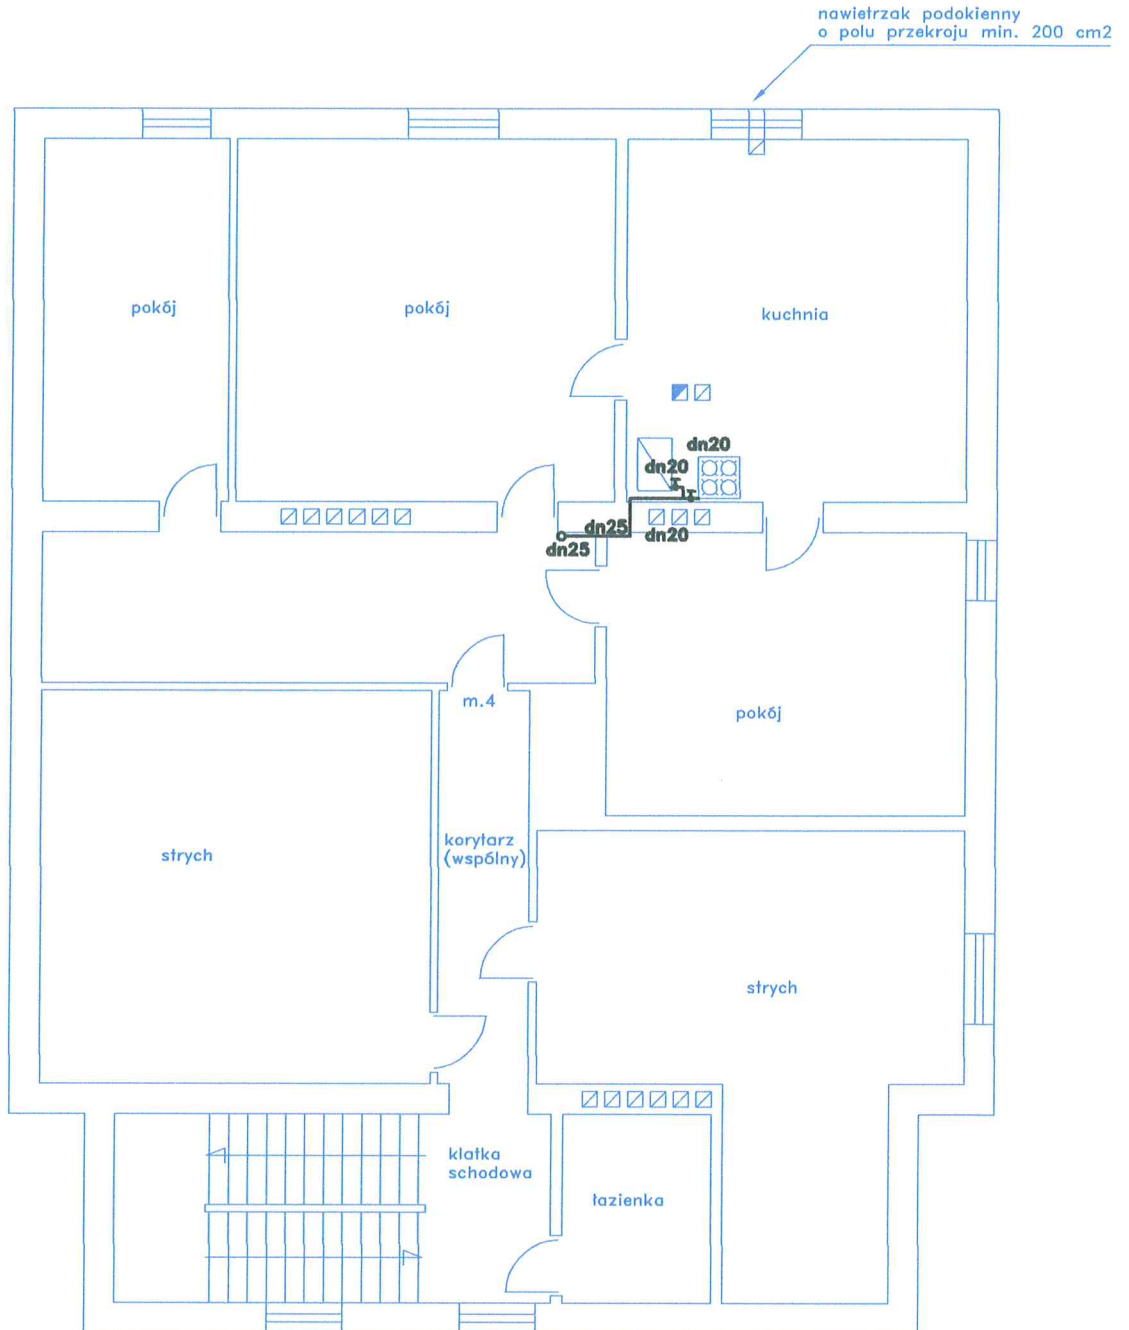 nawietrzak podokienny
o polu przekroju min. 200 cm2
pokój
pokój
kuchnia
dn20
dn20
dn25
dn20
dn25
m.4
pokój
korytarz
(wspólny)
strych
strych
klatka
schodowa
łazienka